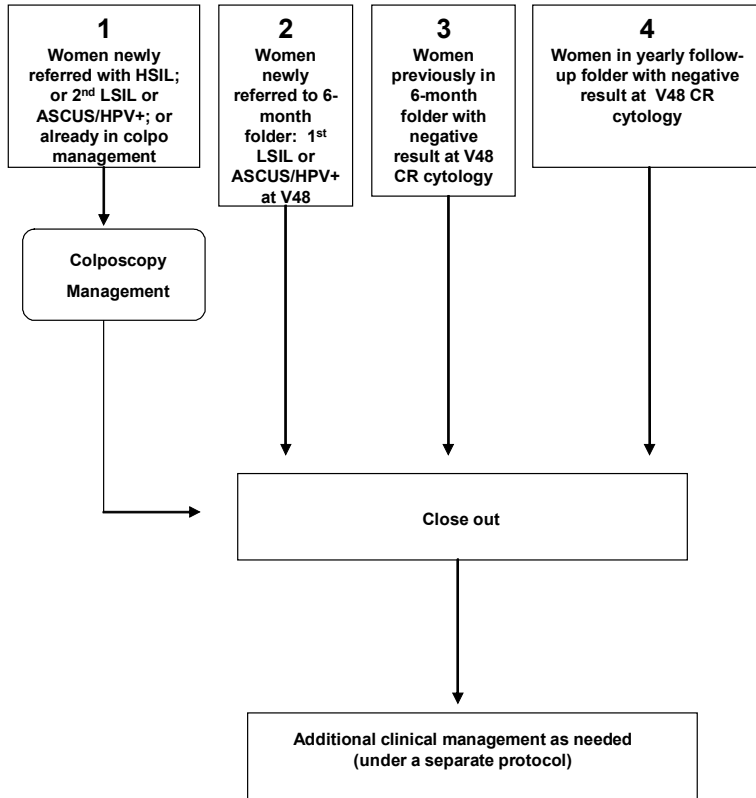 1
Women newly
referred with HSIL;
or 2nd LSIL or
ASCUS/HPV+; or
already in colpo
management
2
Women
newly
referred to 6-
month
folder: 1st
LSIL or
ASCUS/HPV+
at V48
3
Women
previously in
6-month
folder with
negative
result at V48
CR cytology
4
Women in yearly follow-
up folder with negative
result at V48 CR
cytology
Colposcopy
Management
Close out
Additional clinical management as needed
(under a separate protocol)